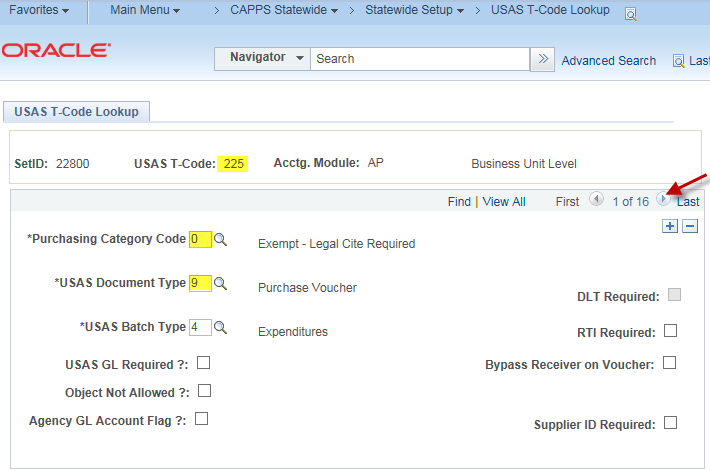 Favorites Main Menu > CAPPS Statewide > Statewide Setup > USAS T-Code Lookup
ORACLE
Navigator Search >> Advanced Search Las
USAS T-Code Lookup
SetID: 22800 USAS T-Code: 225 Acctg. Module: AP Business Unit Level
Find | View All First 1 of 16 Last
*Purchasing Category Code 0 Exempt - Legal Cite Required
*USAS Document Type 9 Purchase Voucher
DLT Required:
*USAS Batch Type 4 Expenditures
RTI Required:
USAS GL Required ?: Bypass Receiver on Voucher:
Object Not Allowed ?:
Agency GL Account Flag ?: Supplier ID Required: